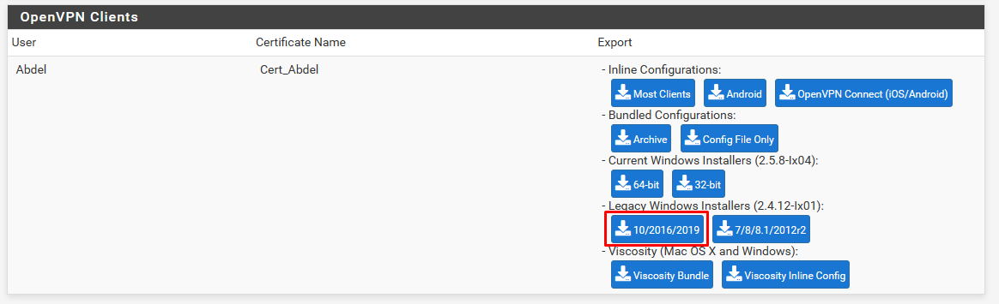 OpenVPN Clients
User Certificate Name Export
Abdel Cert_Abdel - Inline Configurations:
Most Clients Android OpenVPN Connect (iOS/Android)
- Bundled Configurations:
Archive Config File Only
- Current Windows Installers (2.5.8-Ix04):
64-bit 32-bit
- Legacy Windows Installers (2.4.12-Ix01):
10/2016/2019 7/8/8.1/2012r2
- Viscosity (Mac OS X and Windows):
Viscosity Bundle Viscosity Inline Config